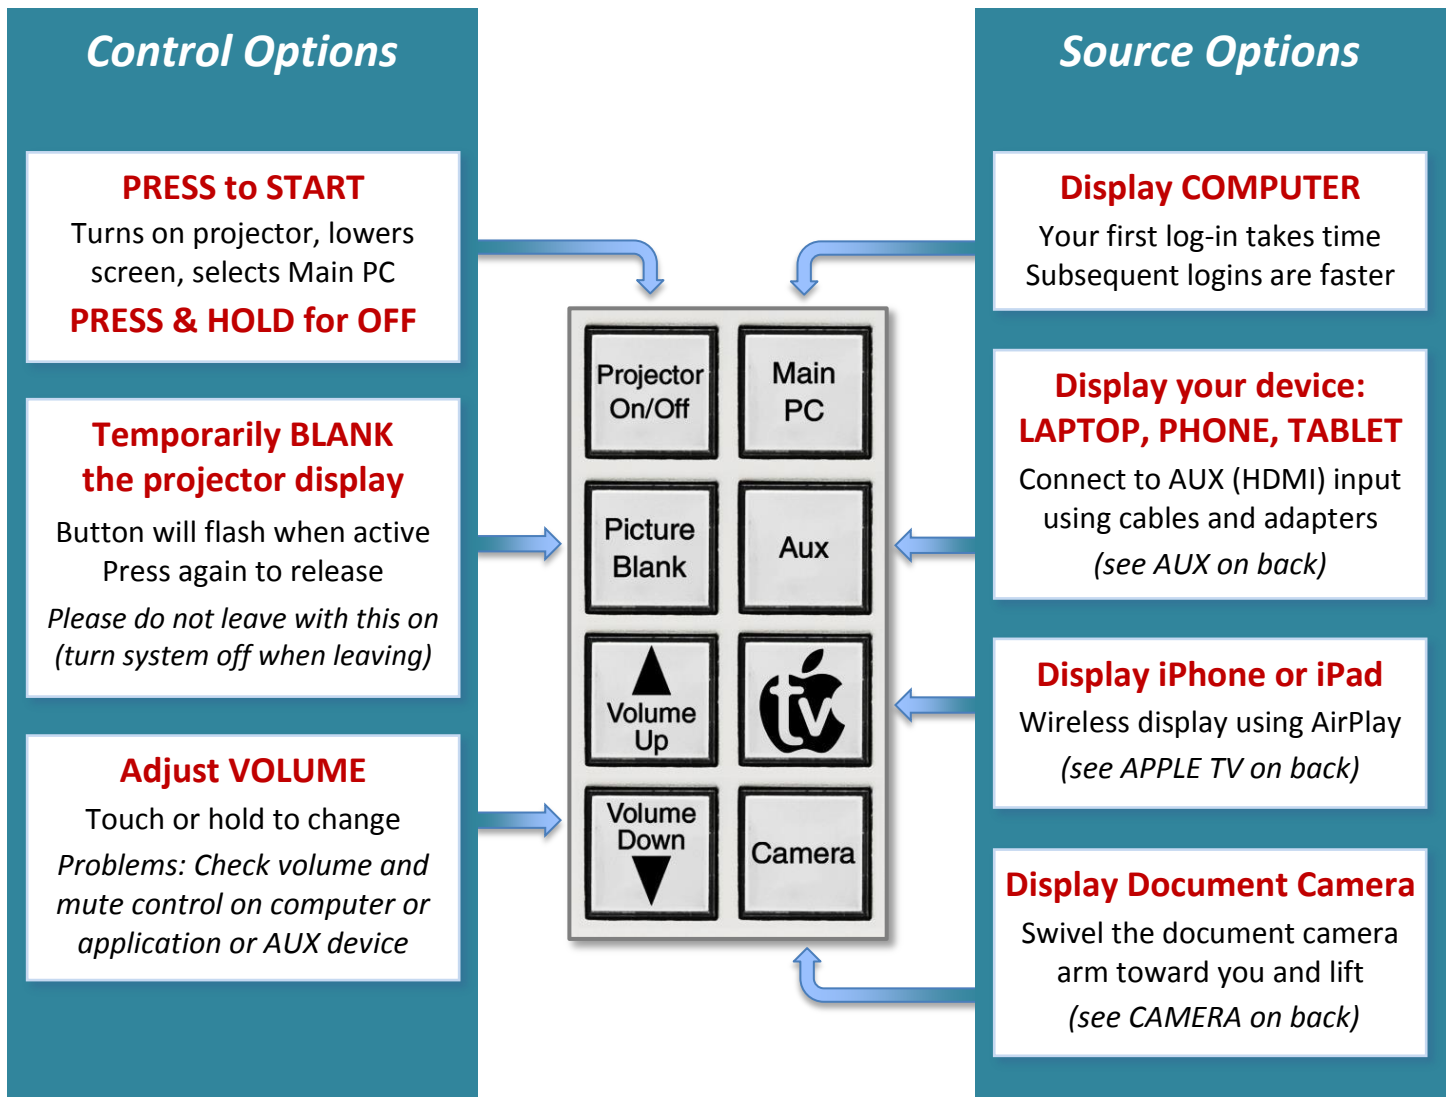 Control Options
PRESS to START
Turns on projector, lowers
screen, selects Main PC
PRESS & HOLD for OFF
Temporarily BLANK
the projector display
Button will flash when active
Press again to release
Please do not leave with this on
(turn system off when leaving)
Adjust VOLUME
Touch or hold to change
Problems: Check volume and
mute control on computer or
application or AUX device
Projector
On/Off
Main
PC
Picture
Blank
Aux
Volume
Up
tv
Volume
Down
Camera
Source Options
Display COMPUTER
Your first log-in takes time
Subsequent logins are faster
Display your device:
LAPTOP, PHONE, TABLET
Connect to AUX (HDMI) input
using cables and adapters
(see AUX on back)
Display iPhone or iPad
Wireless display using AirPlay
(see APPLE TV on back)
Display Document Camera
Swivel the document camera
arm toward you and lift
(see CAMERA on back)